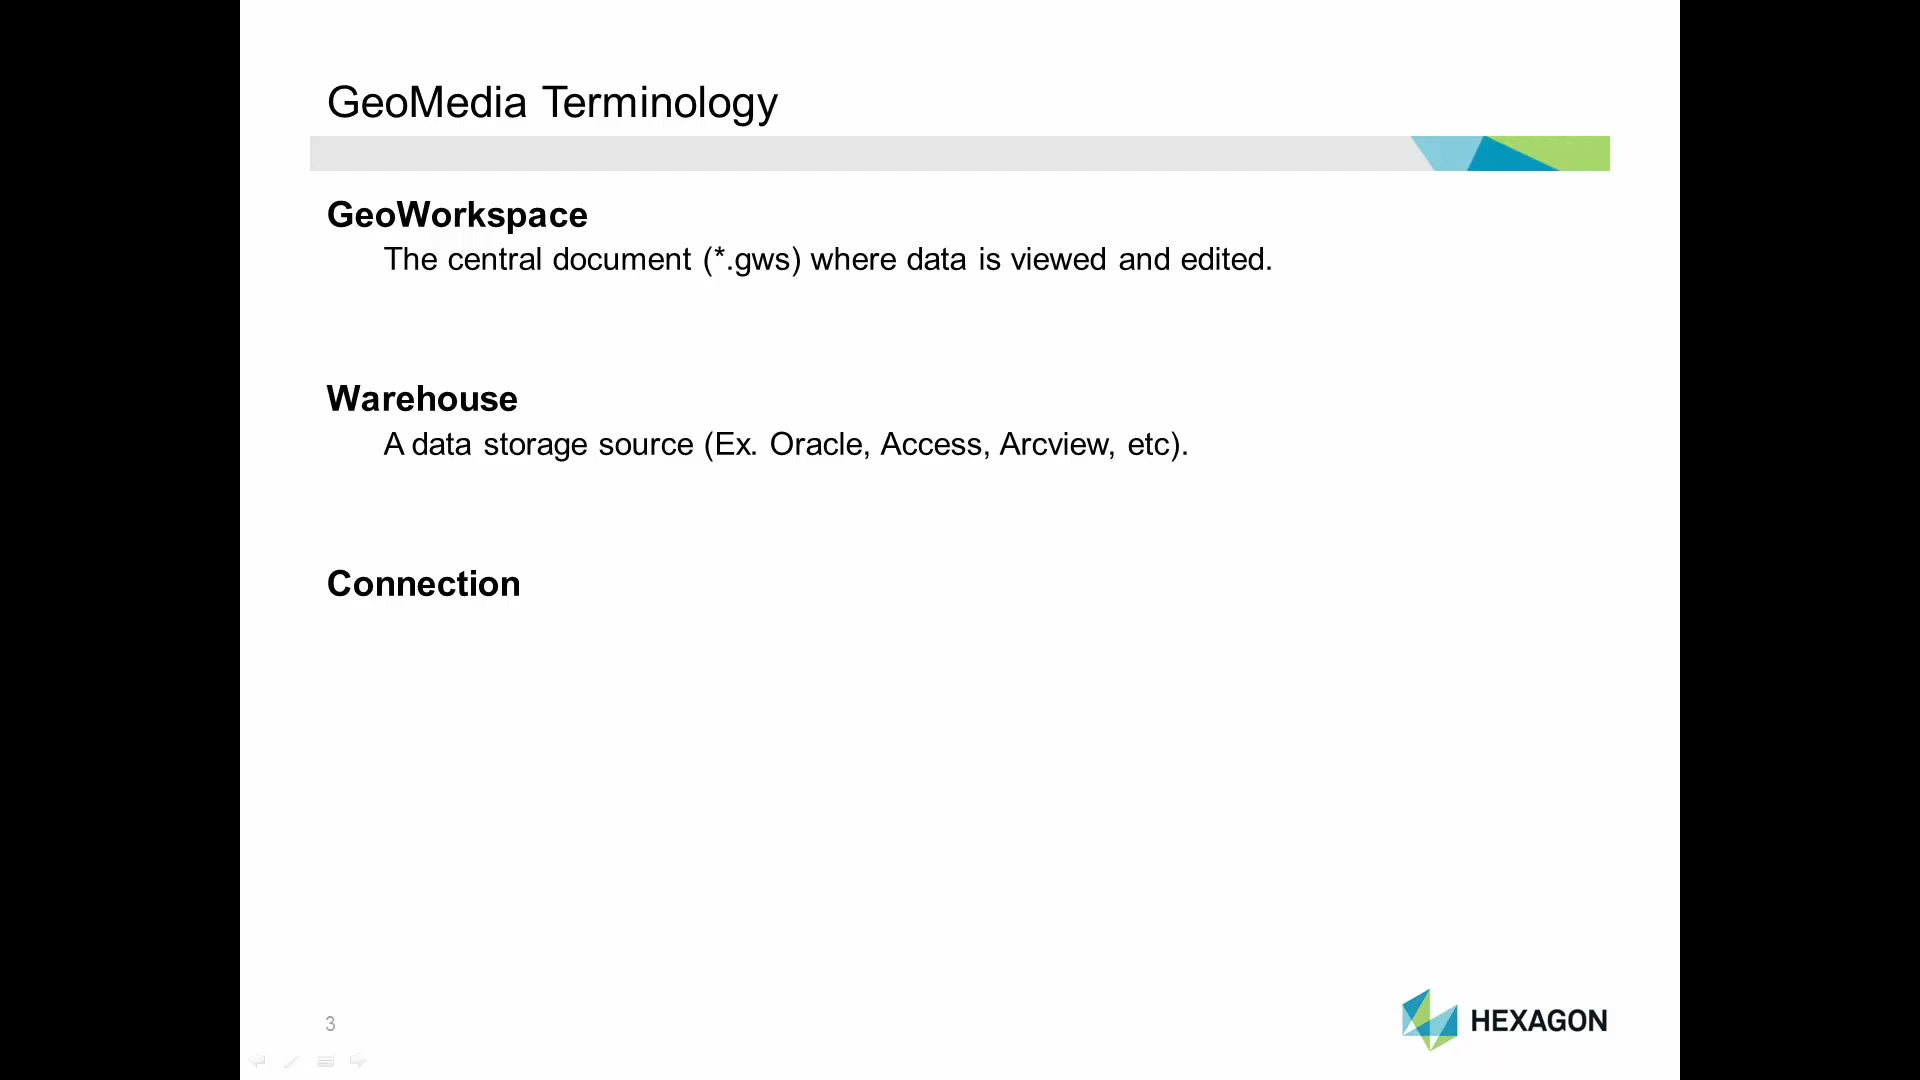 GeoMedia Terminology
GeoWorkspace
The central document (*.gws) where data is viewed and edited.
Warehouse
A data storage source (Ex. Oracle, Access, Arcview, etc).
Connection
3
HEXAGON